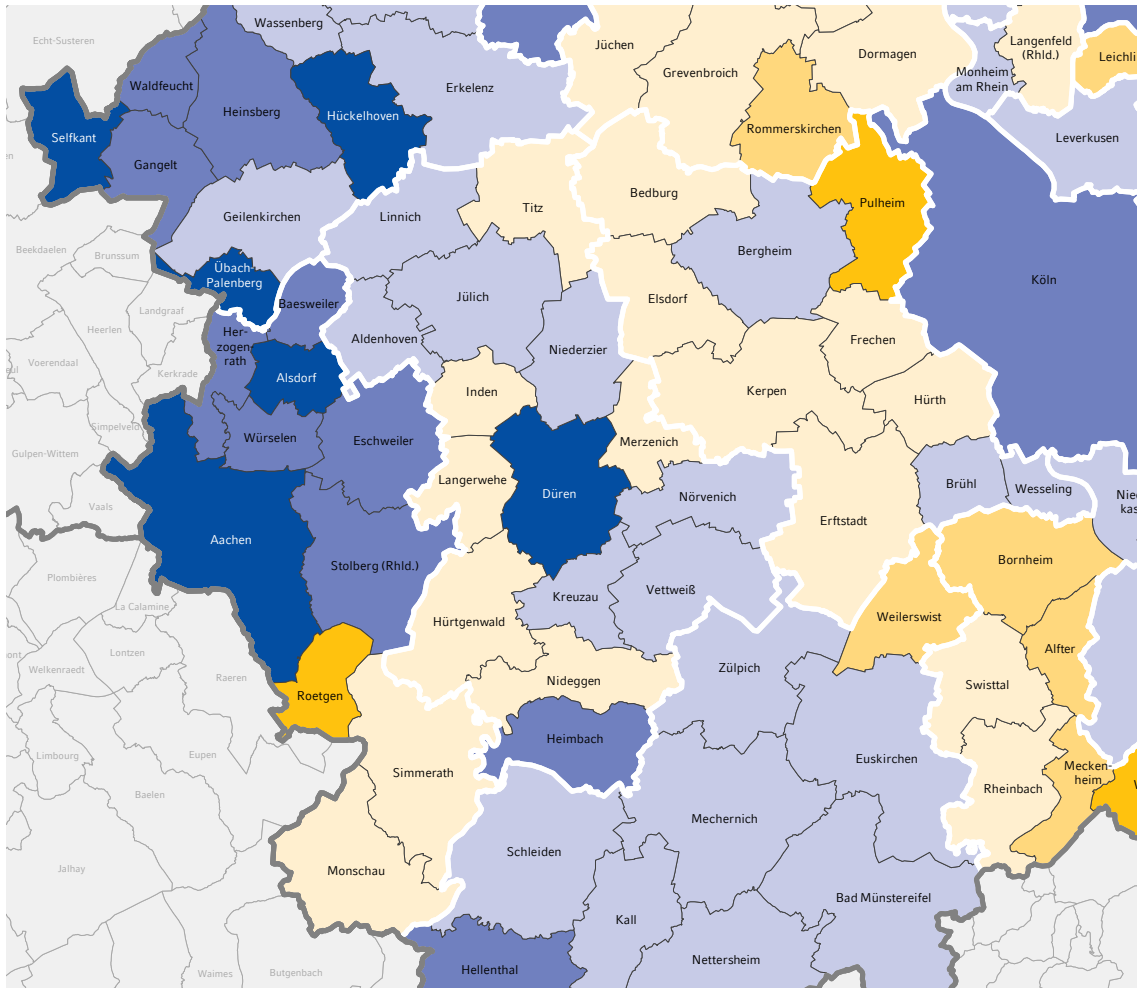 Wassenberg
Echt-Susteren
Jüchen
Dormagen
Langenfeld
(Rhld.)
Leichli
Grevenbroich
Monheim
am Rhein
Waldfeucht
Erkelenz
Heinsberg
Hückelhoven
Rommerskirchen
Leverkusen
Selfkant
Gangelt
Bedburg
Pulheim
Titz
Geilenkirchen
Linnich
Beekdaelen
Brunssum
Bergheim
Übach-
Palenberg
Köln
Jülich
Elsdorf
Baesweiler
Landgraaf
Heerlen
Her-
zogen-
rath
Aldenhoven
Niederzier
Frechen
Voerendaal
Kerkrade
Alsdorf
Inden
Kerpen
Hürth
Simpelveld
Würselen
Eschweiler
Merzenich
Gulpen-Wittem
Langerwehe
Düren
Nörvenich
Brühl
Wesseling
Nied
kas
Vaals
Erftstadt
Aachen
Bornheim
Stolberg (Rhld.)
Plombières
Vettweiß
Kreuzau
La Calamine
Weilerswist
Hürtgenwald
Lontzen
ont
Welkenraedt
Alfter
Zülpich
Raeren
Nideggen
Swisttal
Roetgen
Heimbach
Limbourg
Eupen
Euskirchen
Simmerath
Mecken-
heim
Baelen
Rheinbach
Mechernich
Schleiden
Jalhay
Monschau
Bad Münstereifel
Kall
Nettersheim
Hellenthal
Waimes
Butgenbach